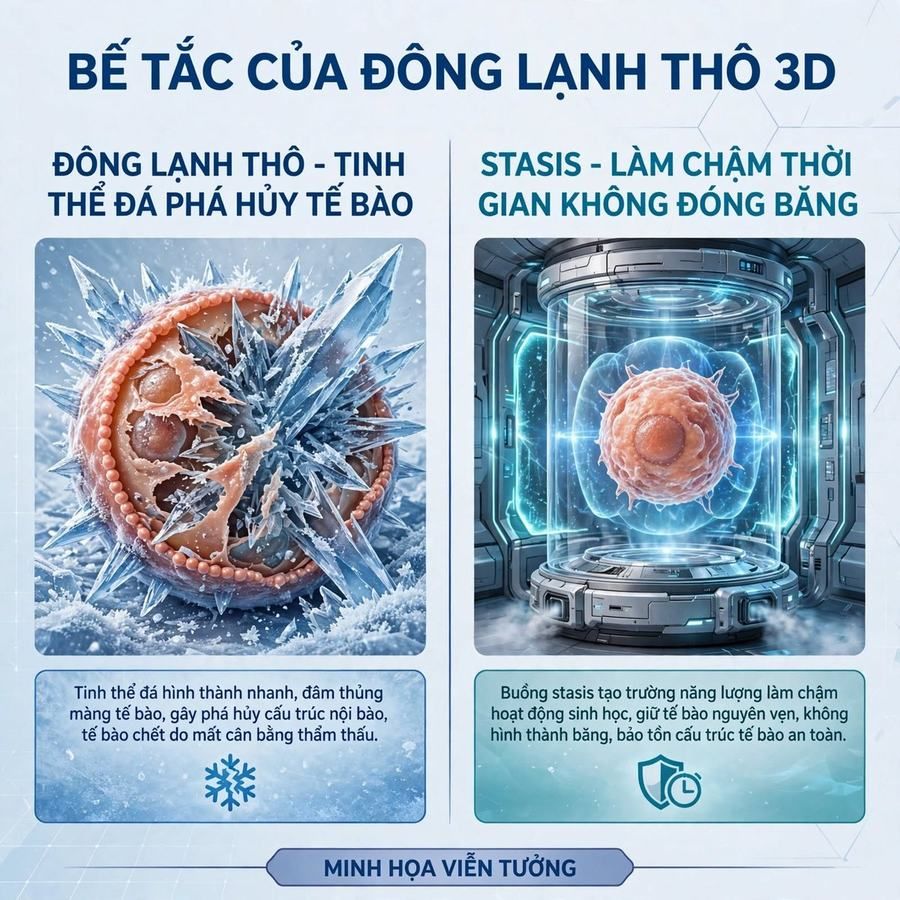 BẾ TẮC CỦA ĐÔNG LẠNH THÔ 3D
ĐÔNG LẠNH THÔ - TINH
THỂ ĐÁ PHÁ HỦY TẾ BÀO
STASIS - LÀM CHẬM THỜI
GIAN KHÔNG ĐÓNG BĂNG
Tinh thể đá hình thành nhanh, đâm thủng
màng tế bào, gây phá hủy cấu trúc nội bào,
tế bào chết do mất cân bằng thẩm thấu.
Buồng stasis tạo trường năng lượng làm chậm
hoạt động sinh học, giữ tế bào nguyên vẹn, không
hình thành băng, bảo tồn cấu trúc tế bào an toàn.
MINH HỌA VIỄN TƯỞNG